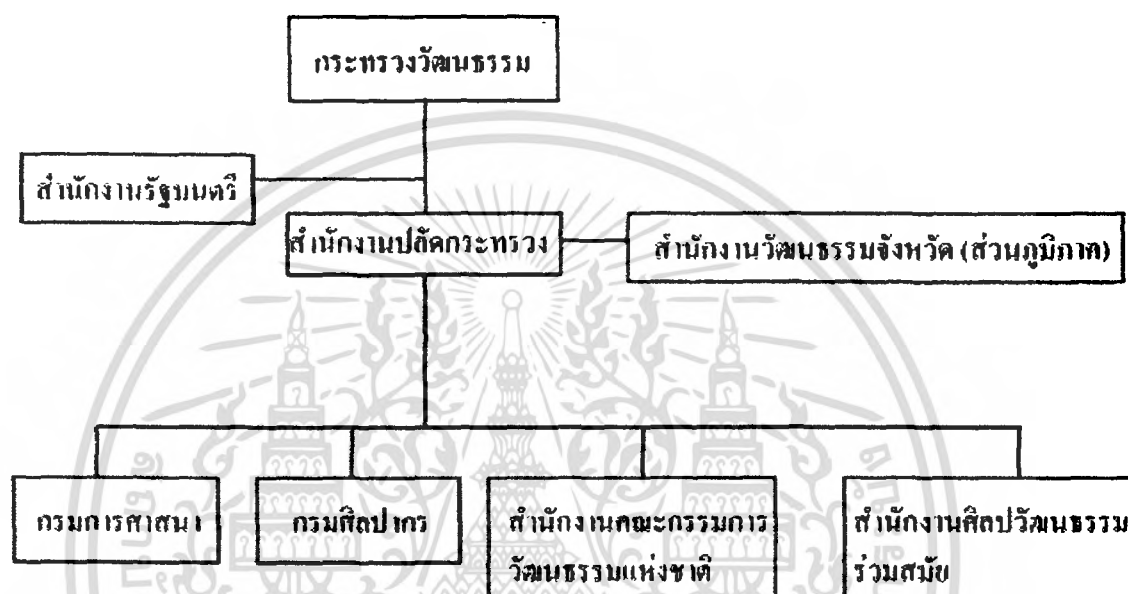 กระทรวงวัฒนธรรม
สำนักงานรัฐมนตรี
สำนักงานปลัดกระทรวง
สำนักงานวัฒนธรรมจังหวัด (ส่วนภูมิภาค)
กรมการศาสนา
กรมศิลปากร
สำนักงานคณะกรรมการ
วัฒนธรรมแห่งชาติ
สำนักงานศิลปวัฒนธรรม
ร่วมสมัย